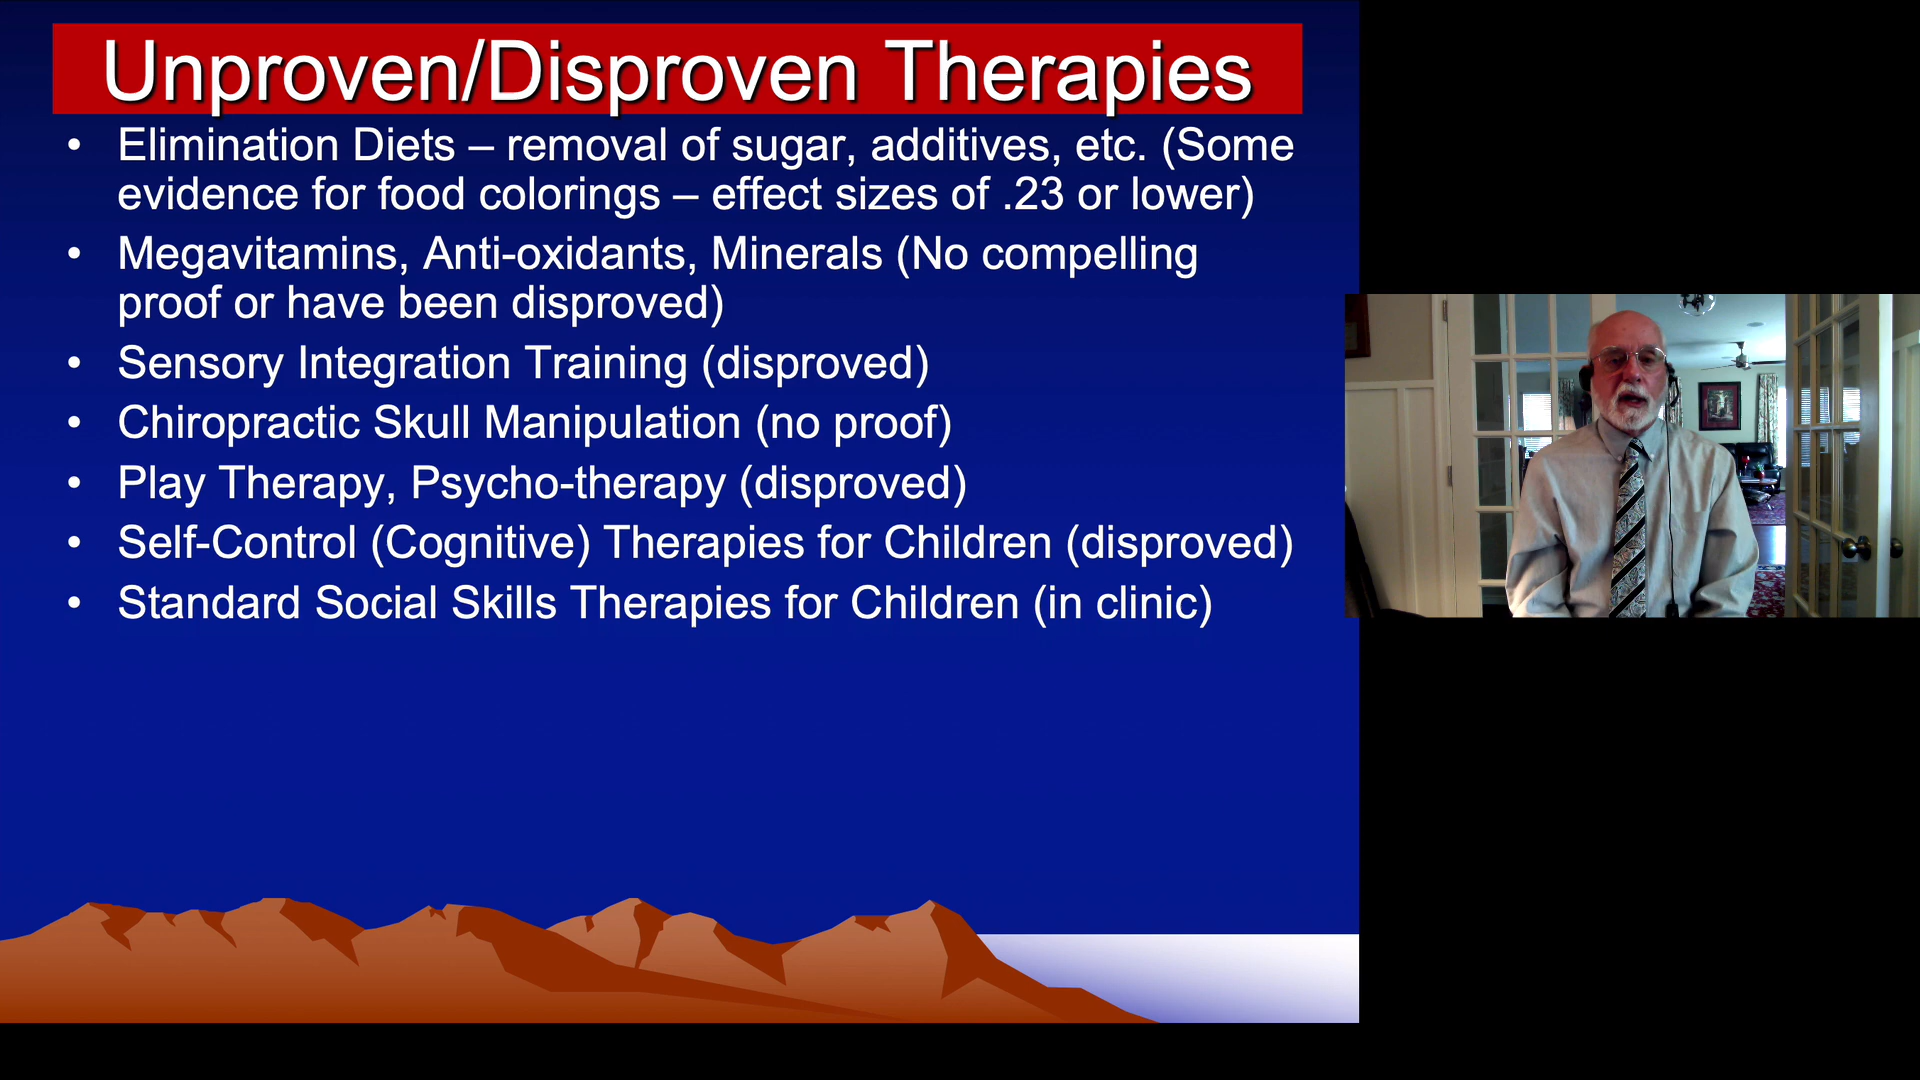 Unproven/Disproven Therapies
• Elimination Diets – removal of sugar, additives, etc. (Some
evidence for food colorings – effect sizes of .23 or lower)
• Megavitamins, Anti-oxidants, Minerals (No compelling
proof or have been disproved)
• Sensory Integration Training (disproved)
• Chiropractic Skull Manipulation (no proof)
• Play Therapy, Psycho-therapy (disproved)
• Self-Control (Cognitive) Therapies for Children (disproved)
• Standard Social Skills Therapies for Children (in clinic)